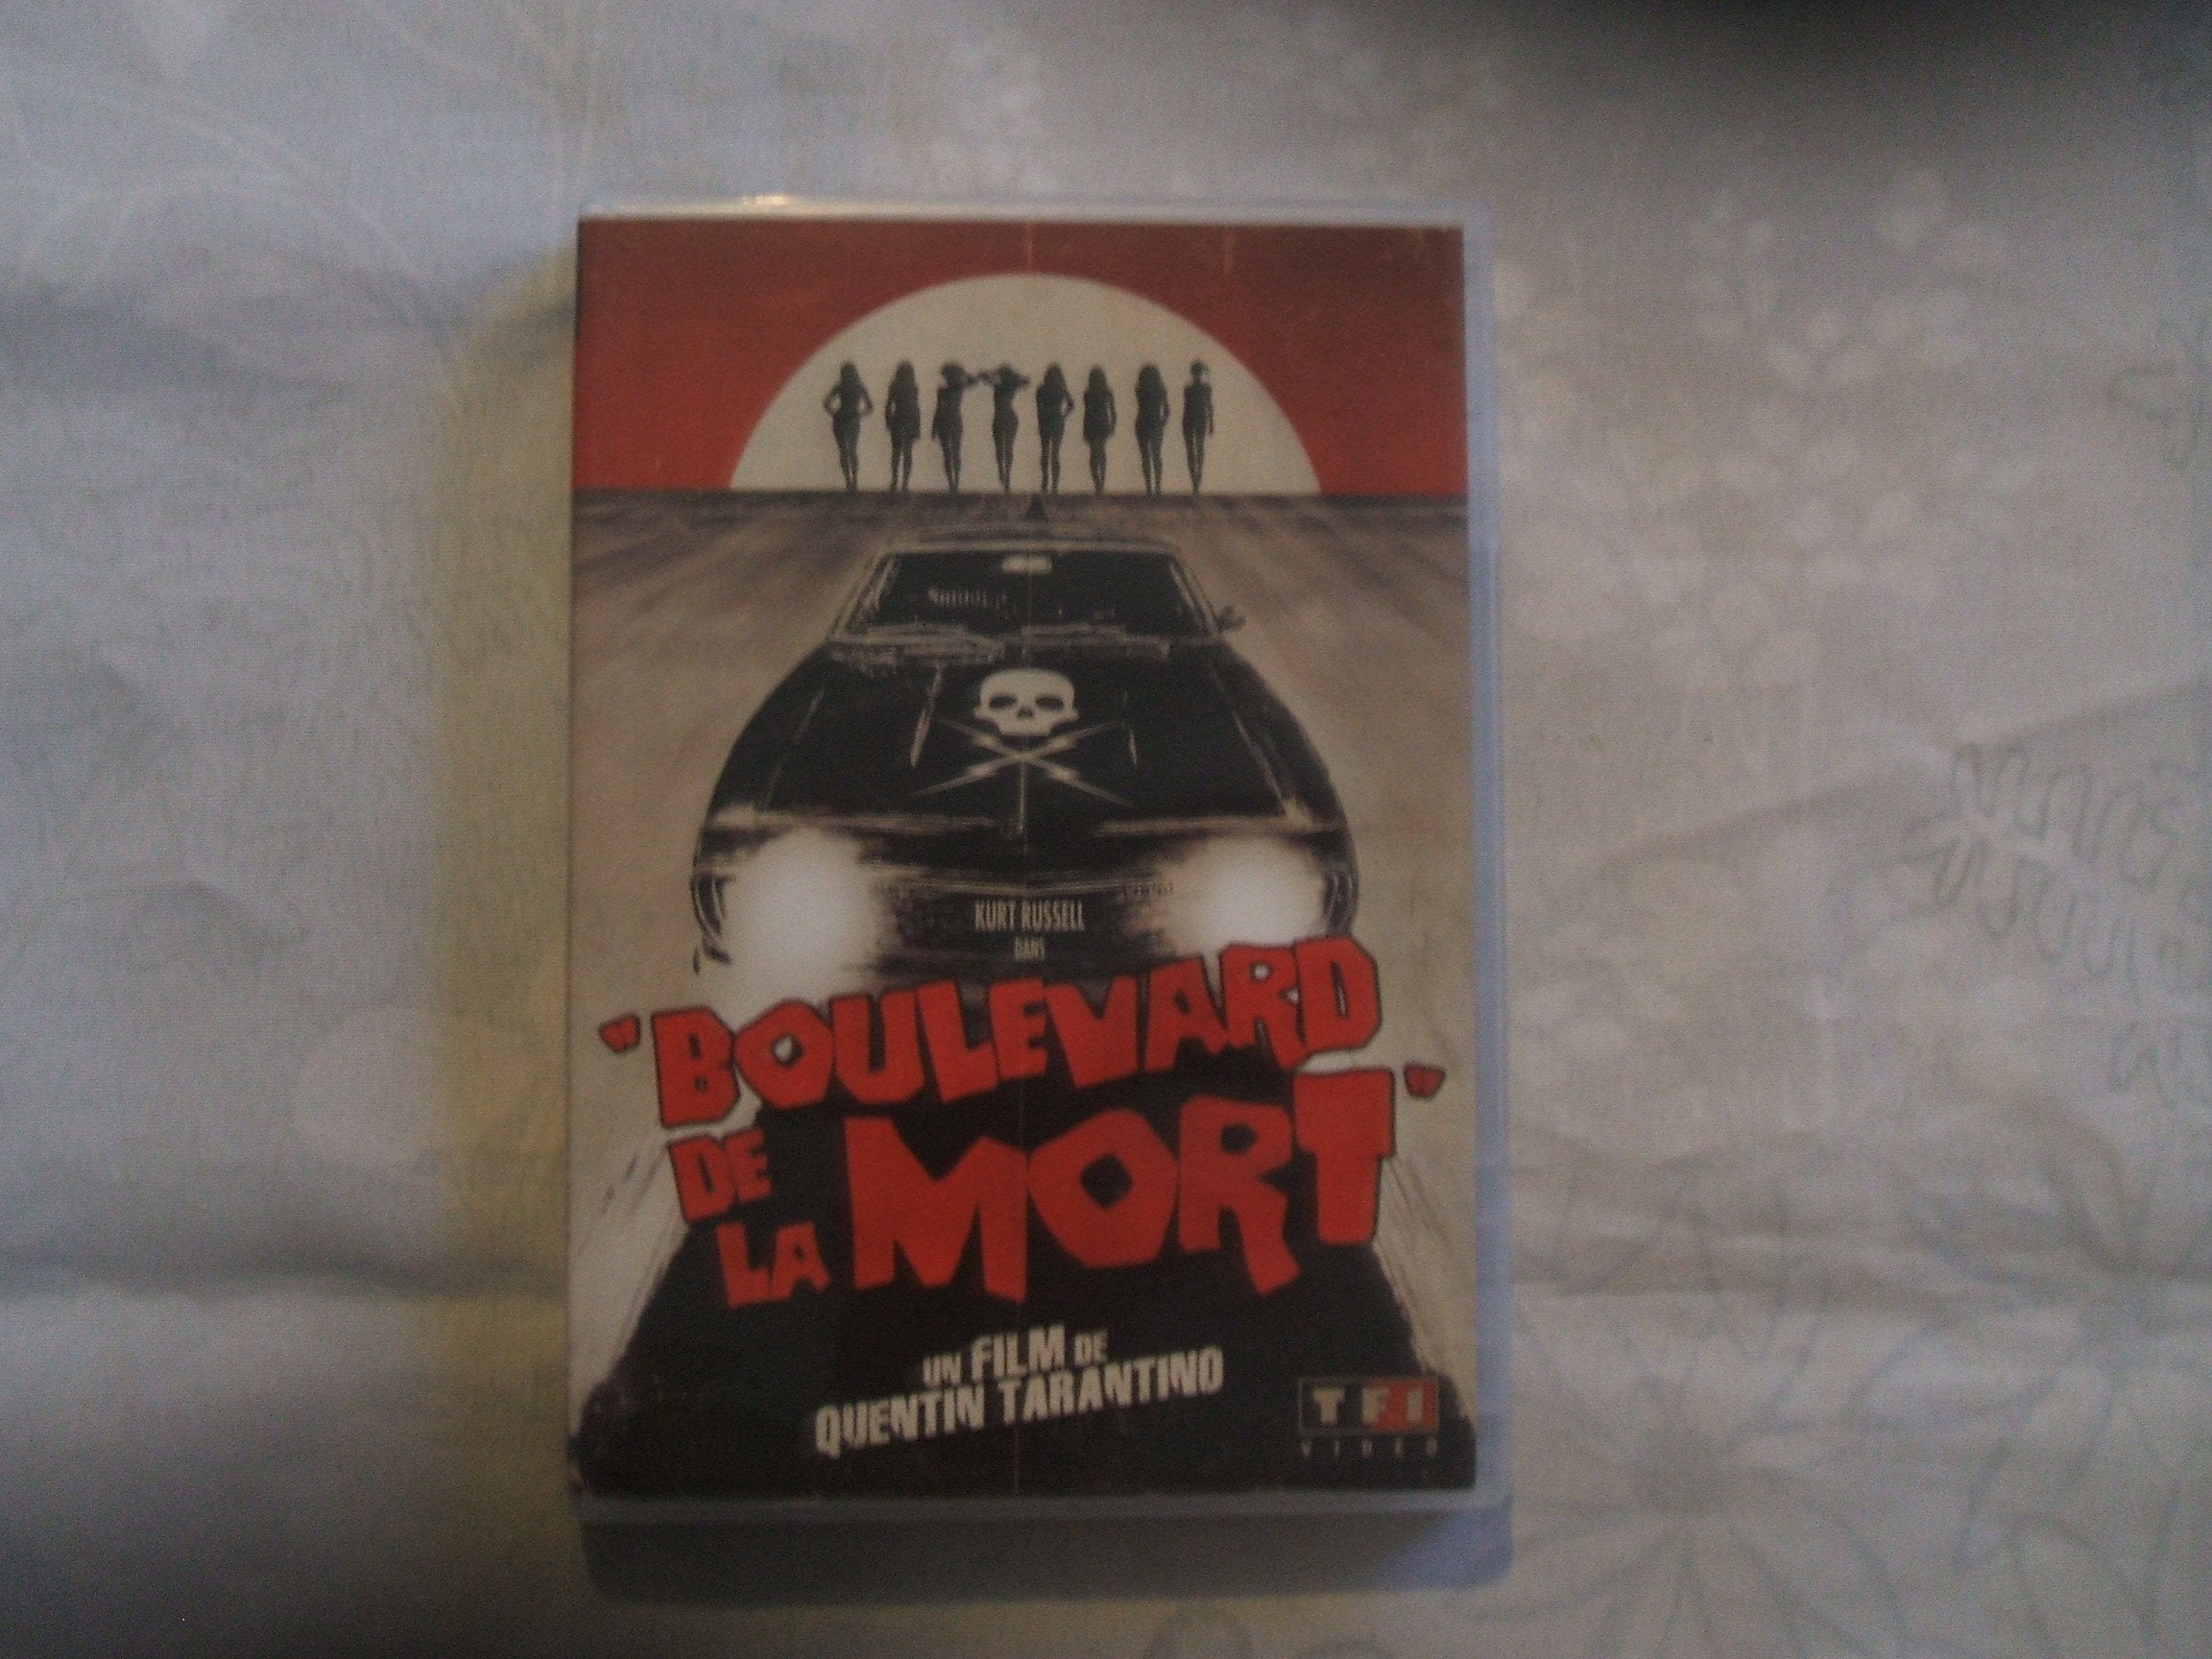 KURT RUSSELL
DANS
"BOULEVARD
DE
LA MORT"
UN FILM DE
QUENTIN TARANTINO
TF1
VIDEO